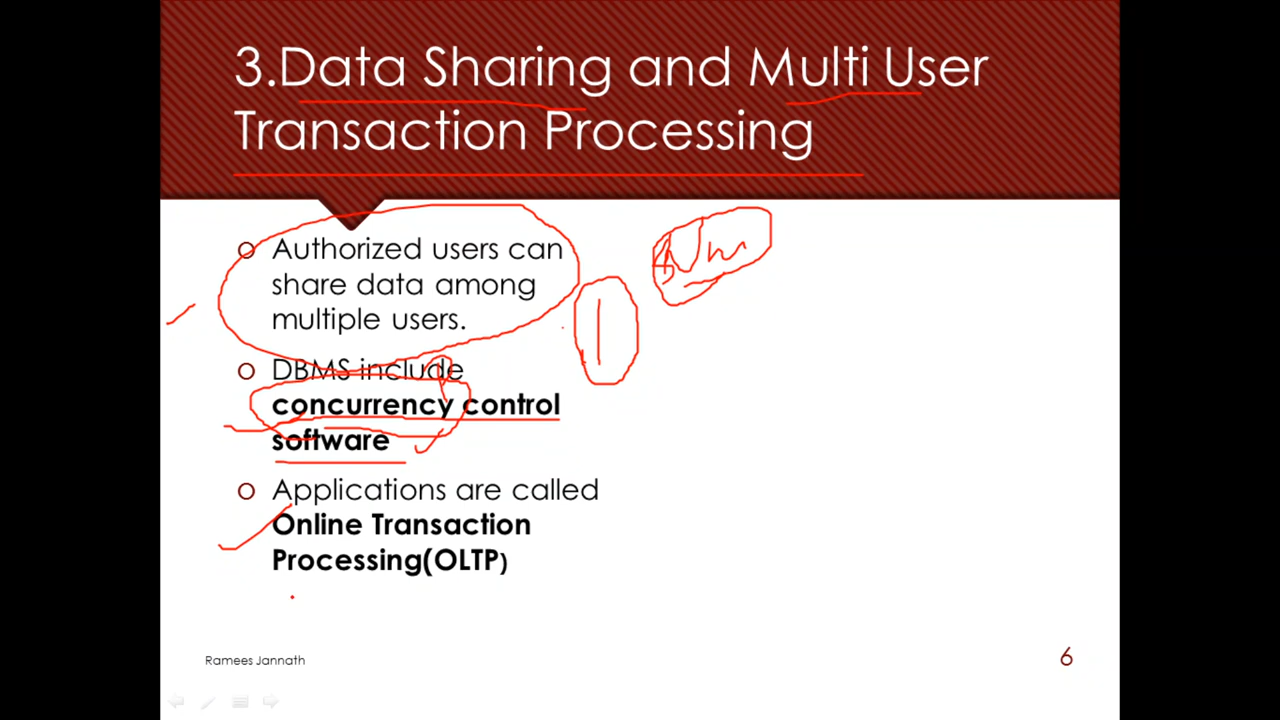 3.Data Sharing and Multi User
Transaction Processing
Authorized users can
share data among
multiple users.
DBMS include
concurrency control
software
Applications are called
Online Transaction
Processing(OLTP)
Ramees Jannath
6